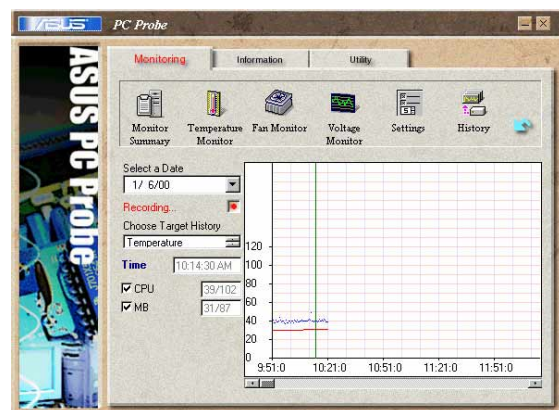 ASUS PC Probe
ASUS PC Probe
Monitoring Information Utility
Monitor Summary
Temperature Monitor
Fan Monitor
Voltage Monitor
Settings
History
Select a Date
1/ 6/00
Recording...
Choose Target History
Temperature
Time 10:14:30 AM
CPU 39/102
MB 31/87
120
100
80
60
40
20
0
9:51:0 10:21:0 10:51:0 11:21:0 11:51:0